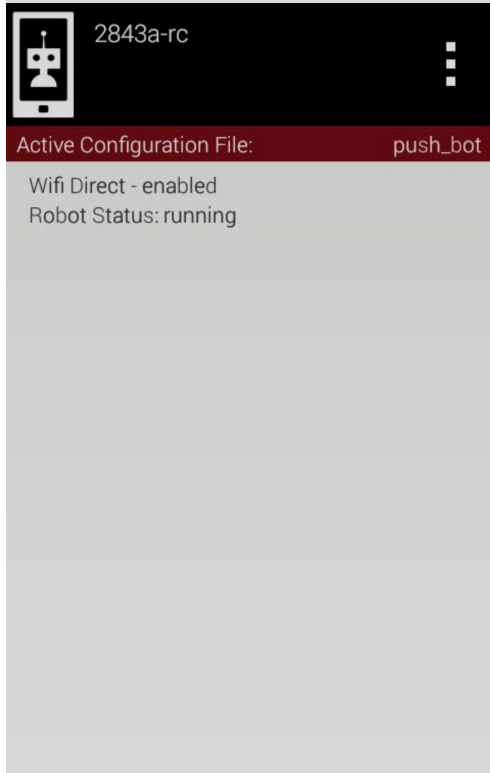 2843a-rc
Active Configuration File: push_bot
Wifi Direct - enabled
Robot Status: running